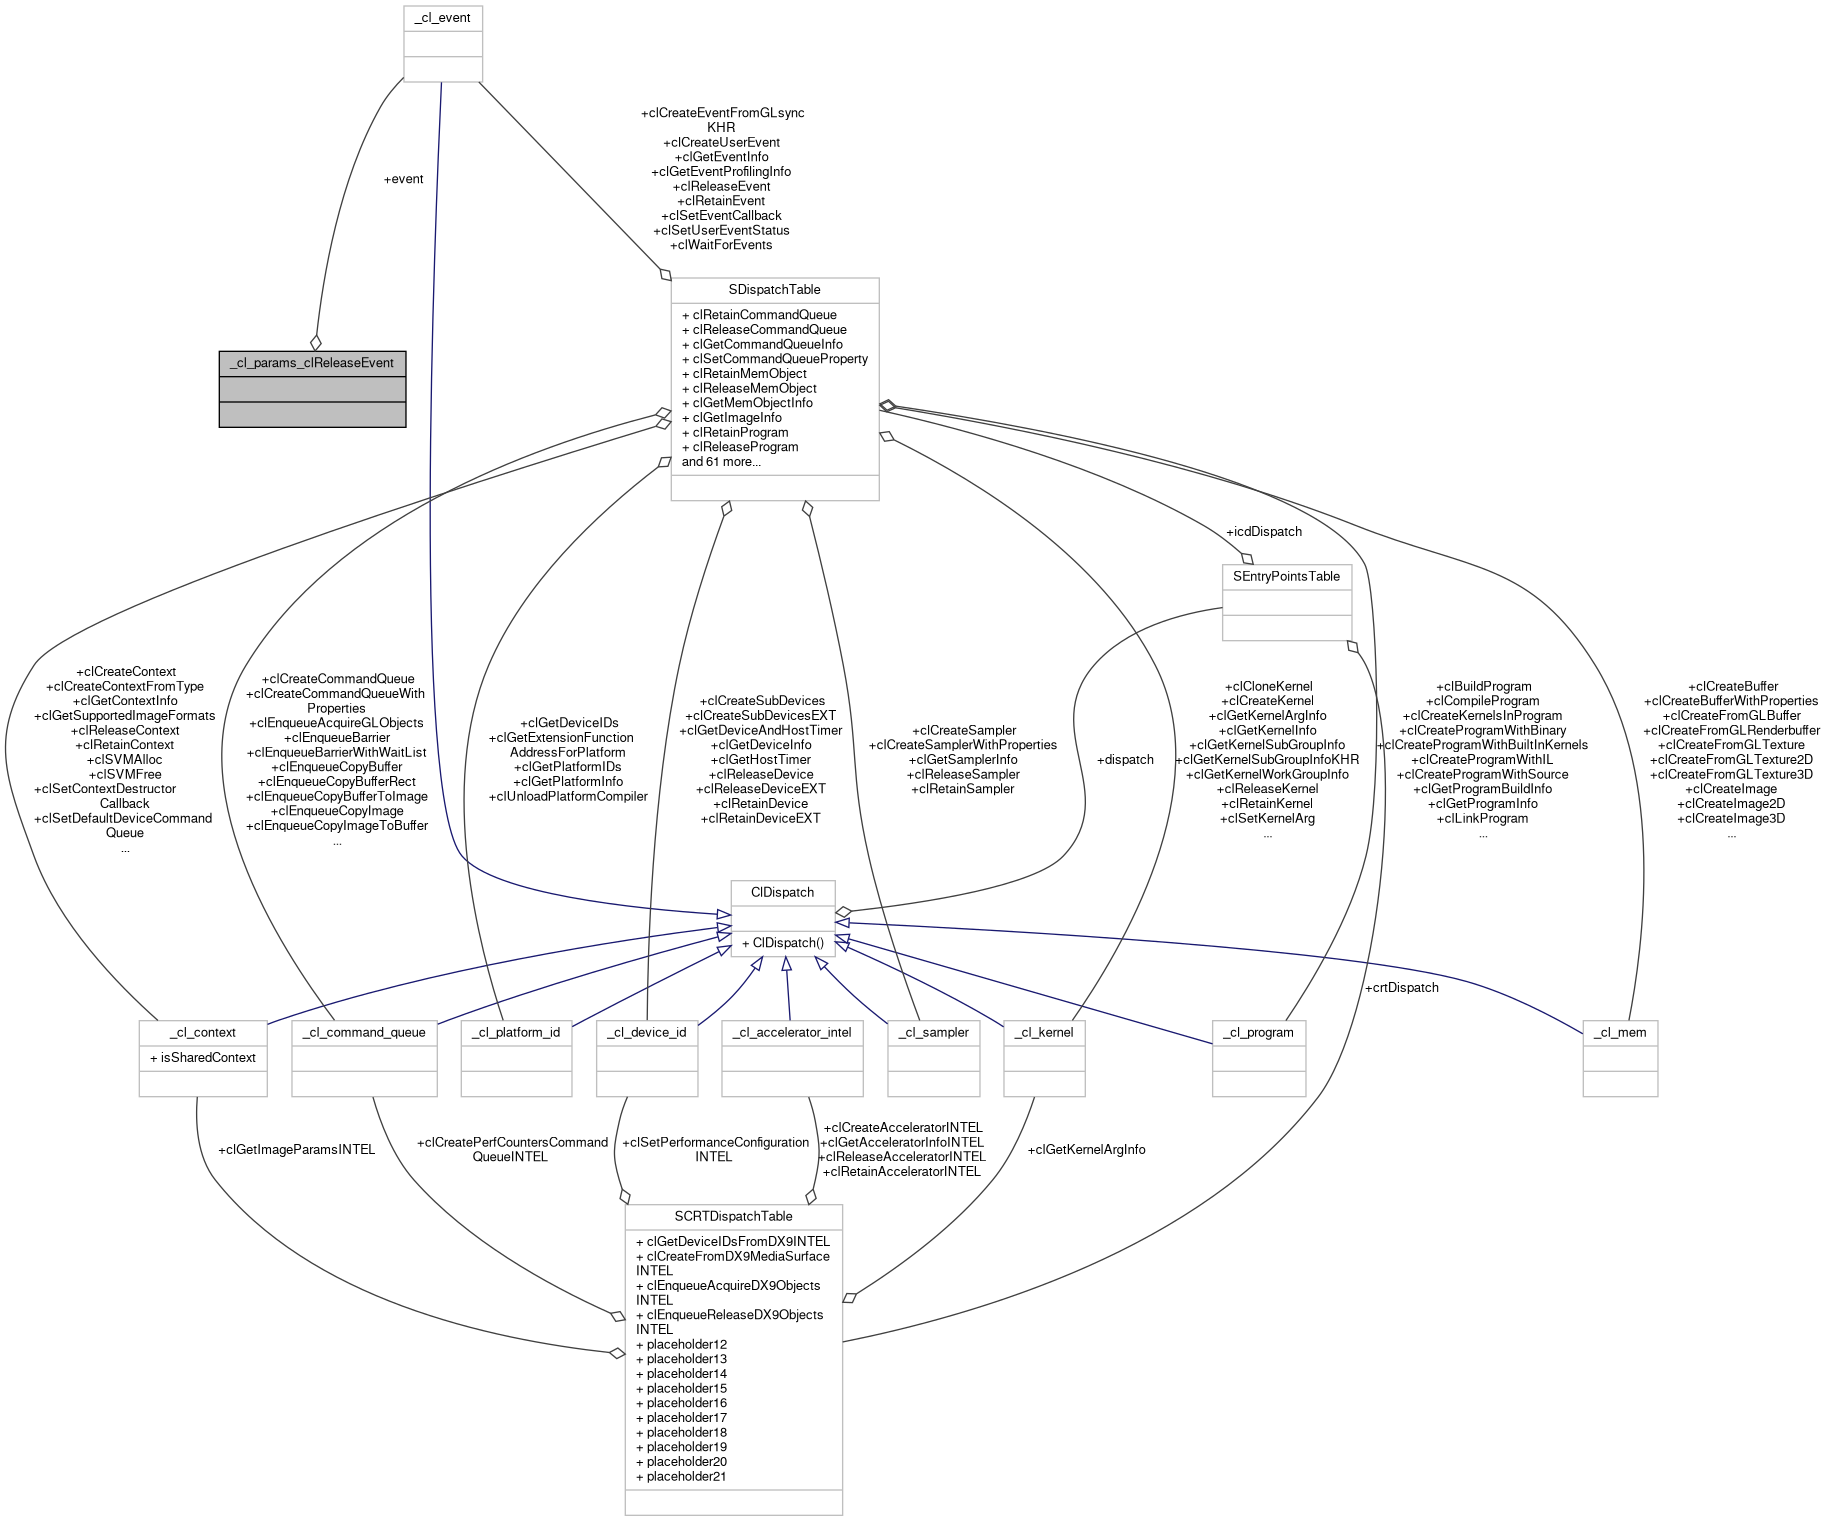 _cl_event
+clCreateEventFromGLsync
KHR
+clCreateUserEvent
+clGetEventInfo
+clGetEventProfilingInfo
+clReleaseEvent
+clRetainEvent
+clSetEventCallback
+clSetUserEventStatus
+clWaitForEvents
+event
SDispatchTable
+ clRetainCommandQueue
+ clReleaseCommandQueue
+ clGetCommandQueueInfo
+ clSetCommandQueueProperty
+ clRetainMemObject
+ clReleaseMemObject
+ clGetMemObjectInfo
+ clGetImageInfo
+ clRetainProgram
+ clReleaseProgram
and 61 more...
_cl_params_clReleaseEvent
+icdDispatch
SEntryPointsTable
+clCreateContext
+clCreateContextFromType
+clGetContextInfo
+clGetSupportedImageFormats
+clReleaseContext
+clRetainContext
+clSVMAlloc
+clSVMFree
+clSetContextDestructor
Callback
+clSetDefaultDeviceCommand
Queue
...
+clCreateCommandQueue
+clCreateCommandQueueWith
Properties
+clEnqueueAcquireGLObjects
+clEnqueueBarrier
+clEnqueueBarrierWithWaitList
+clEnqueueCopyBuffer
+clEnqueueCopyBufferRect
+clEnqueueCopyBufferToImage
+clEnqueueCopyImage
+clEnqueueCopyImageToBuffer
...
+clGetDeviceIDs
+clGetExtensionFunction
AddressForPlatform
+clGetPlatformIDs
+clGetPlatformInfo
+clUnloadPlatformCompiler
+clCreateSubDevices
+clCreateSubDevicesEXT
+clGetDeviceAndHostTimer
+clGetDeviceInfo
+clGetHostTimer
+clReleaseDevice
+clReleaseDeviceEXT
+clRetainDevice
+clRetainDeviceEXT
+clCreateSampler
+clCreateSamplerWithProperties
+clGetSamplerInfo
+clReleaseSampler
+clRetainSampler
+dispatch
+clCloneKernel
+clCreateKernel
+clGetKernelArgInfo
+clGetKernelInfo
+clGetKernelSubGroupInfo
+clGetKernelSubGroupInfoKHR
+clGetKernelWorkGroupInfo
+clReleaseKernel
+clRetainKernel
+clSetKernelArg
...
+clBuildProgram
+clCompileProgram
+clCreateKernelsInProgram
+clCreateProgramWithBinary
+clCreateProgramWithBuiltInKernels
+clCreateProgramWithIL
+clCreateProgramWithSource
+clGetProgramBuildInfo
+clGetProgramInfo
+clLinkProgram
...
+clCreateBuffer
+clCreateBufferWithProperties
+clCreateFromGLBuffer
+clCreateFromGLRenderbuffer
+clCreateFromGLTexture
+clCreateFromGLTexture2D
+clCreateFromGLTexture3D
+clCreateImage
+clCreateImage2D
+clCreateImage3D
...
ClDispatch
+ ClDispatch()
+crtDispatch
_cl_context
+ isSharedContext
_cl_command_queue
_cl_platform_id
_cl_device_id
_cl_accelerator_intel
_cl_sampler
_cl_kernel
_cl_program
_cl_mem
+clGetImageParamsINTEL
+clCreatePerfCountersCommand
QueueINTEL
+clSetPerformanceConfiguration
INTEL
+clCreateAcceleratorINTEL
+clGetAcceleratorInfoINTEL
+clReleaseAcceleratorINTEL
+clRetainAcceleratorINTEL
+clGetKernelArgInfo
SCRTDispatchTable
+ clGetDeviceIDsFromDX9INTEL
+ clCreateFromDX9MediaSurface
INTEL
+ clEnqueueAcquireDX9Objects
INTEL
+ clEnqueueReleaseDX9Objects
INTEL
+ placeholder12
+ placeholder13
+ placeholder14
+ placeholder15
+ placeholder16
+ placeholder17
+ placeholder18
+ placeholder19
+ placeholder20
+ placeholder21